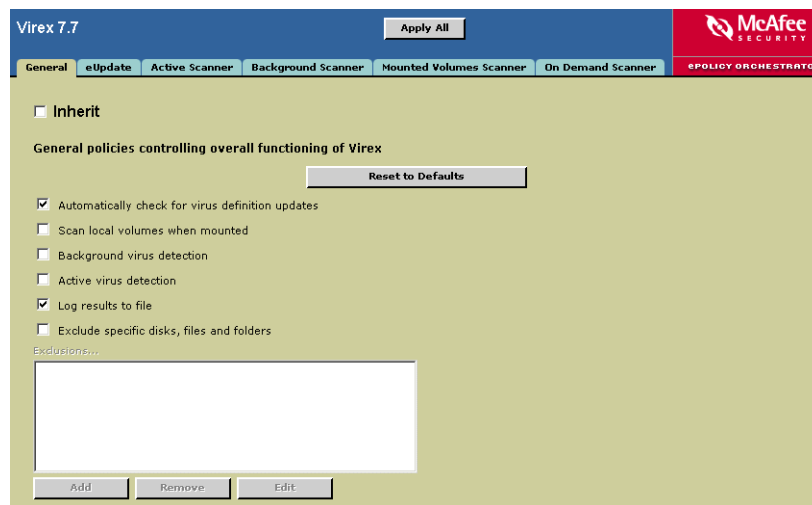 Virex 7.7
Apply All
McAfee
SECURITY
General eUpdate Active Scanner Background Scanner Mounted Volumes Scanner On Demand Scanner
ePOLICY ORCHESTRATO
Inherit
General policies controlling overall functioning of Virex
Reset to Defaults
Automatically check for virus definition updates
Scan local volumes when mounted
Background virus detection
Active virus detection
Log results to file
Exclude specific disks, files and folders
Exclusions...
Add Remove Edit